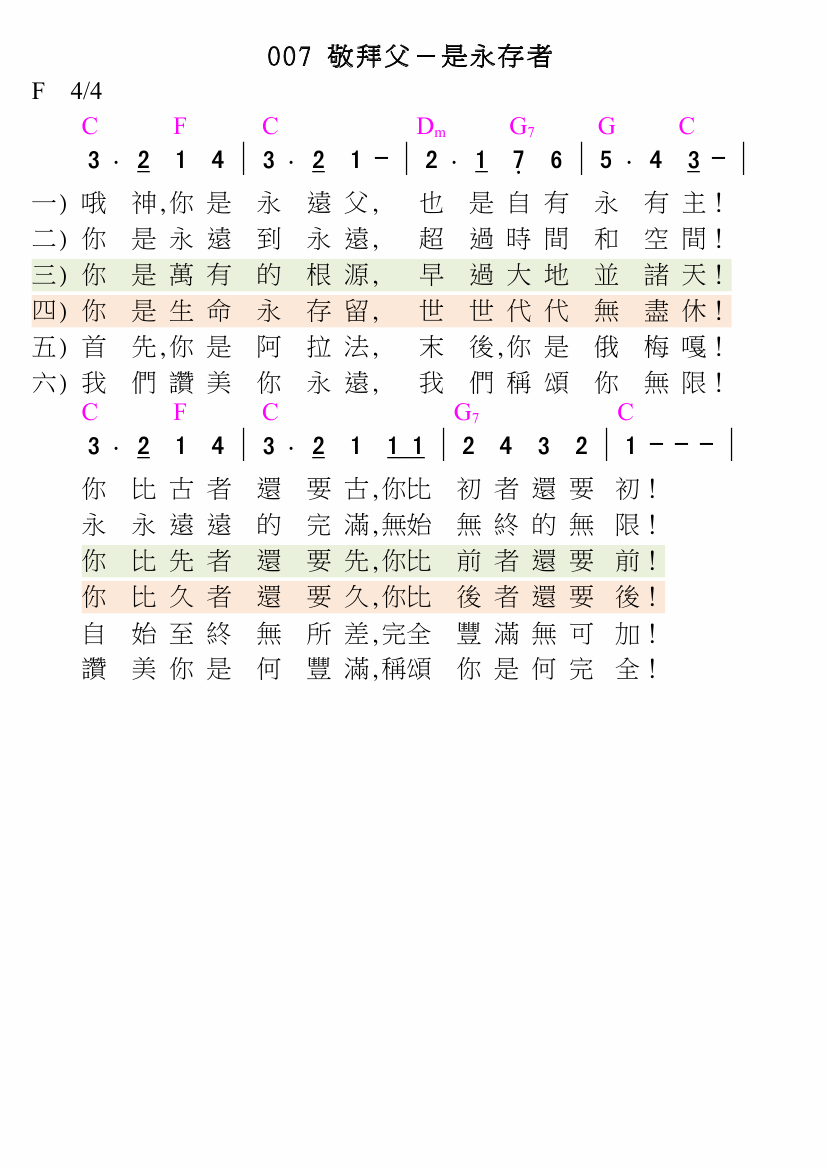 007 敬拜父－是永存者
F 4/4
C F C Dm G7 G C
3 . 2 1 4 | 3 . 2 1 － | 2 . 1 7 6 | 5 . 4 3 － |
一) 哦 神,你 是 永 遠 父, 也 是 自 有 永 有 主!
二) 你 是 永 遠 到 永 遠, 超 過 時 間 和 空 間!
三) 你 是 萬 有 的 根 源, 早 過 大 地 並 諸 天!
四) 你 是 生 命 永 存 留, 世 世 代 代 無 盡 休!
五) 首 先,你 是 阿 拉 法, 末 後,你 是 俄 梅 嘎!
六) 我 們 讚 美 你 永 遠, 我 們 稱 頌 你 無 限!
C F C G7 C
3 . 2 1 4 | 3 . 2 1 1 1 | 2 4 3 2 | 1 － － － |
你 比 古 者 還 要 古,你比 初 者 還 要 初!
永 永 遠 遠 的 完 滿,無始 無 終 的 無 限!
你 比 先 者 還 要 先,你比 前 者 還 要 前!
你 比 久 者 還 要 久,你比 後 者 還 要 後!
自 始 至 終 無 所 差,完全 豐 滿 無 可 加!
讚 美 你 是 何 豐 滿,稱頌 你 是 何 完 全!